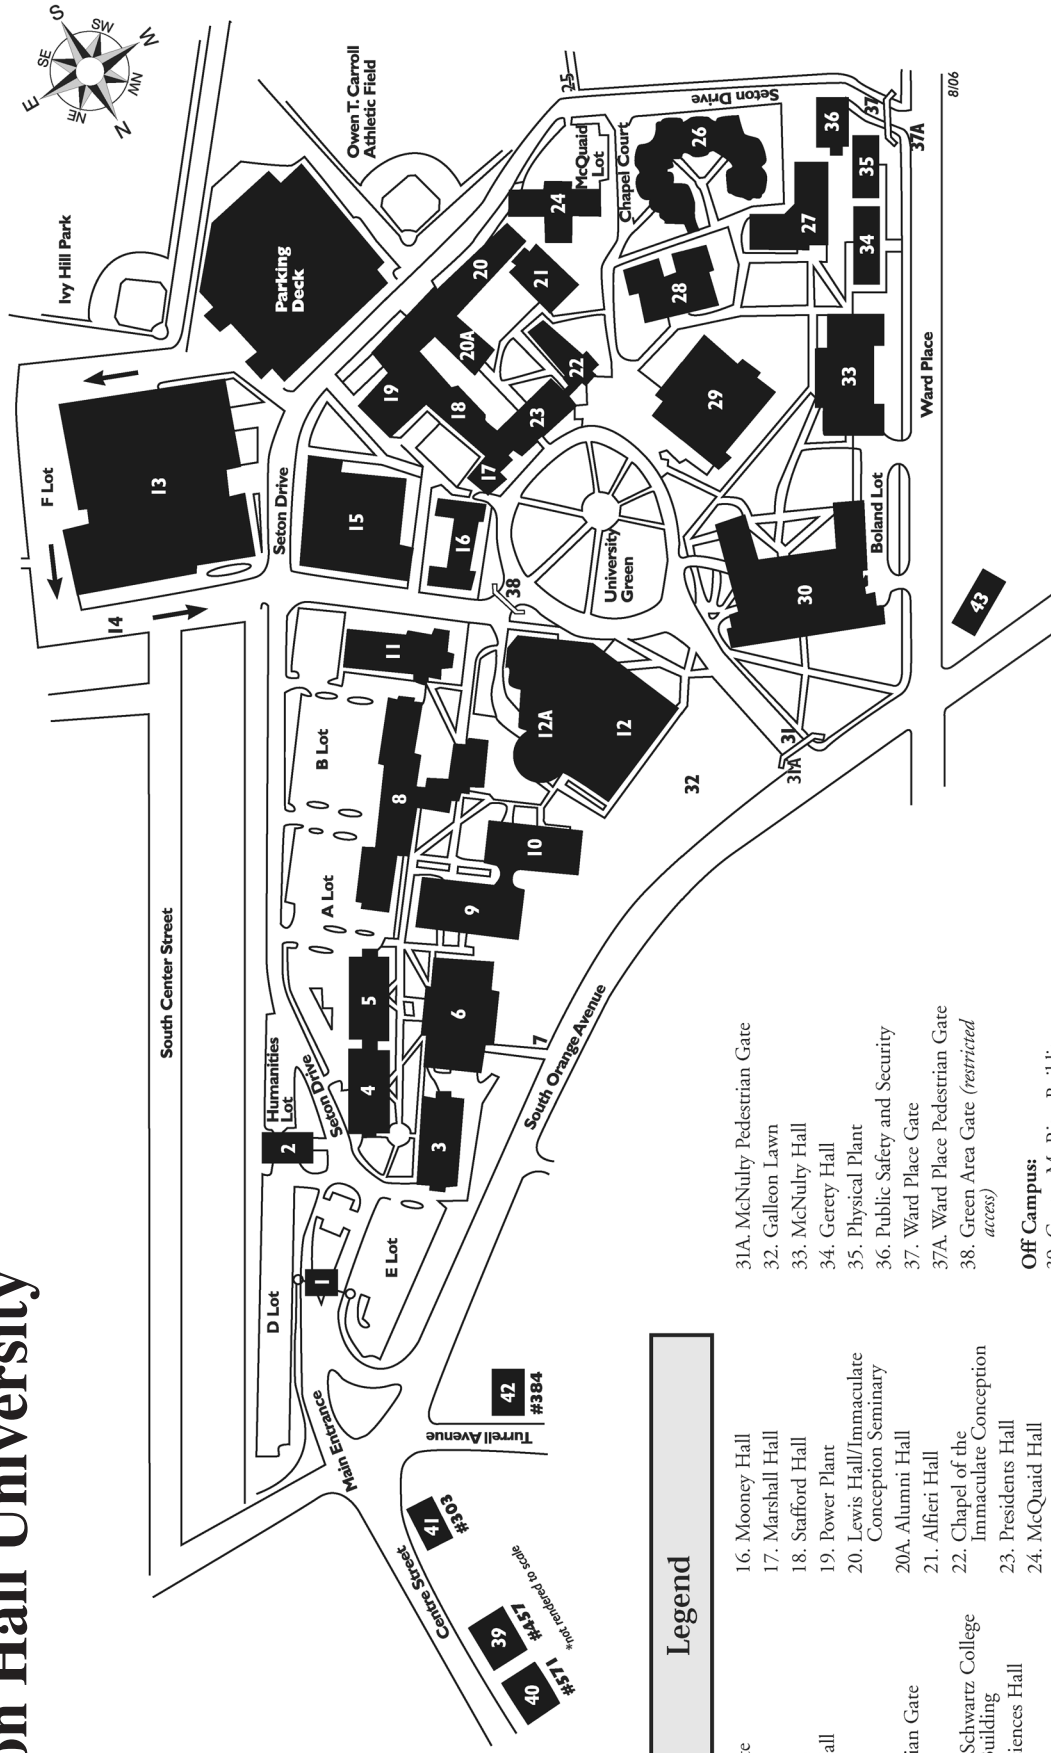 on Hall University
S
SW
W
NW
N
NE
E
SE
Ivy Hill Park
Owen T. Carroll
Athletic Field
Parking
Deck
F Lot
13
14
Seton Drive
15
16
17
18
19
20
20A
21
22
23
24
25
McQuaid
Lot
Chapel Court
Seton Drive
26
27
28
29
30
31
31A
32
33
34
35
36
37
37A
38
University
Green
Boland Lot
Ward Place
8/06
43
South Center Street
B Lot
A Lot
11
12A
12
8
10
9
5
6
4
3
7
South Orange Avenue
Humanities
Lot
Seton Drive
2
1
D Lot
E Lot
Main Entrance
Turrell Avenue
42
#384
Centre Street
41
#303
39
#457
40
#571
*not rendered to scale
Legend
all
ian Gate
Schwartz College
uilding
iences Hall
16. Mooney Hall
17. Marshall Hall
18. Stafford Hall
19. Power Plant
20. Lewis Hall/Immaculate
Conception Seminary
20A. Alumni Hall
21. Alfieri Hall
22. Chapel of the
Immaculate Conception
23. Presidents Hall
24. McQuaid Hall
31A. McNulty Pedestrian Gate
32. Galleon Lawn
33. McNulty Hall
34. Gerety Hall
35. Physical Plant
36. Public Safety and Security
37. Ward Place Gate
37A. Ward Place Pedestrian Gate
38. Green Area Gate (restricted
access)
Off Campus: